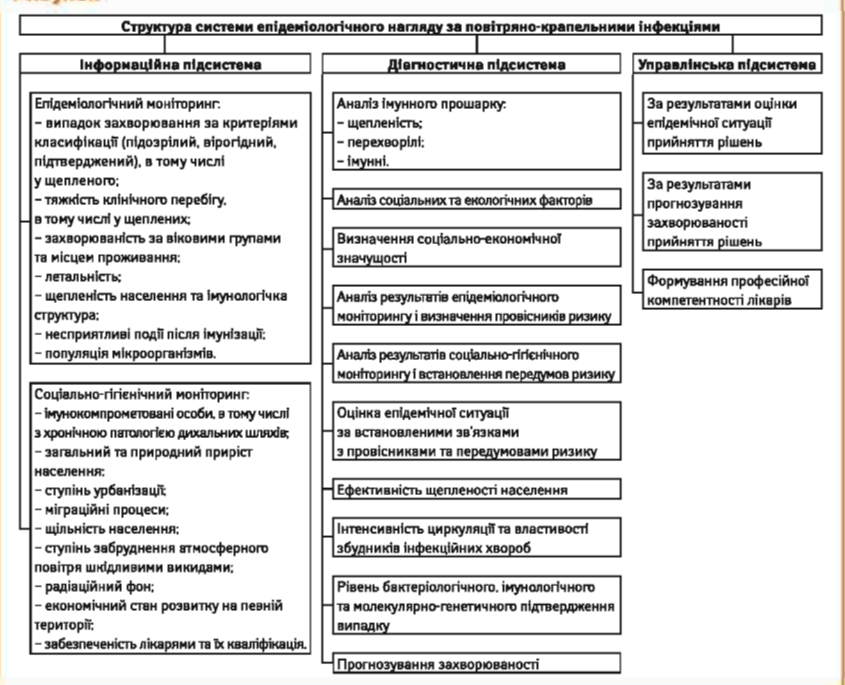 Структура системи епідеміологічного нагляду за повітряно-крапельними інфекціями
Інформаційна підсистема
Епідеміологічний моніторинг:
– випадок захворювання за критеріями
класифікації (підозрілий, вірогідний,
підтверджений), в тому числі
у щепленого;
– тяжкість клінічного перебігу,
в тому числі у щеплених;
– захворюваність за віковими групами
та місцем проживання;
– летальність;
– щепленість населення та імунологічка
структура;
– несприятливі події після імунізації;
– популяція мікроорганізмів.
Соціально-гігієнічний моніторинг:
– імунокомпрометовані особи, в тому числі
з хронічною патологією дихальних шляхів;
– загальний та природний приріст
населення;
– ступінь урбанізації;
– міграційні процеси;
– щільність населення;
– ступінь забруднення атмосферного
повітря шкідливими викидами;
– радіаційний фон;
– економічний стан розвитку на певній
території;
– забезпеченість лікарями та їх кваліфікація.
Діагностична підсистема
Аналіз імунного прошарку:
– щепленість;
– перехворілі;
– імунні.
Аналіз соціальних та екологічних факторів
Визначення соціально-економічної
значущості
Аналіз результатів епідеміологічного
моніторингу і визначення провісників ризику
Аналіз результатів соціально-гігієнічного
моніторингу і встановлення передумов ризику
Оцінка епідемічної ситуації
за встановленими зв'язками
з провісниками та передумовами ризику
Ефективність щепленості населення
Інтенсивність циркуляції та властивості
збудників інфекційних хвороб
Рівень бактеріологічного, імунологічного
та молекулярно-генетичного підтвердження
випадку
Прогнозування захворюваності
Управлінська підсистема
За результатами оцінки
епідемічної ситуації
прийняття рішень
За результатами
прогнозування
захворюваності
прийняття рішень
Формування професійної
компетентності лікарів